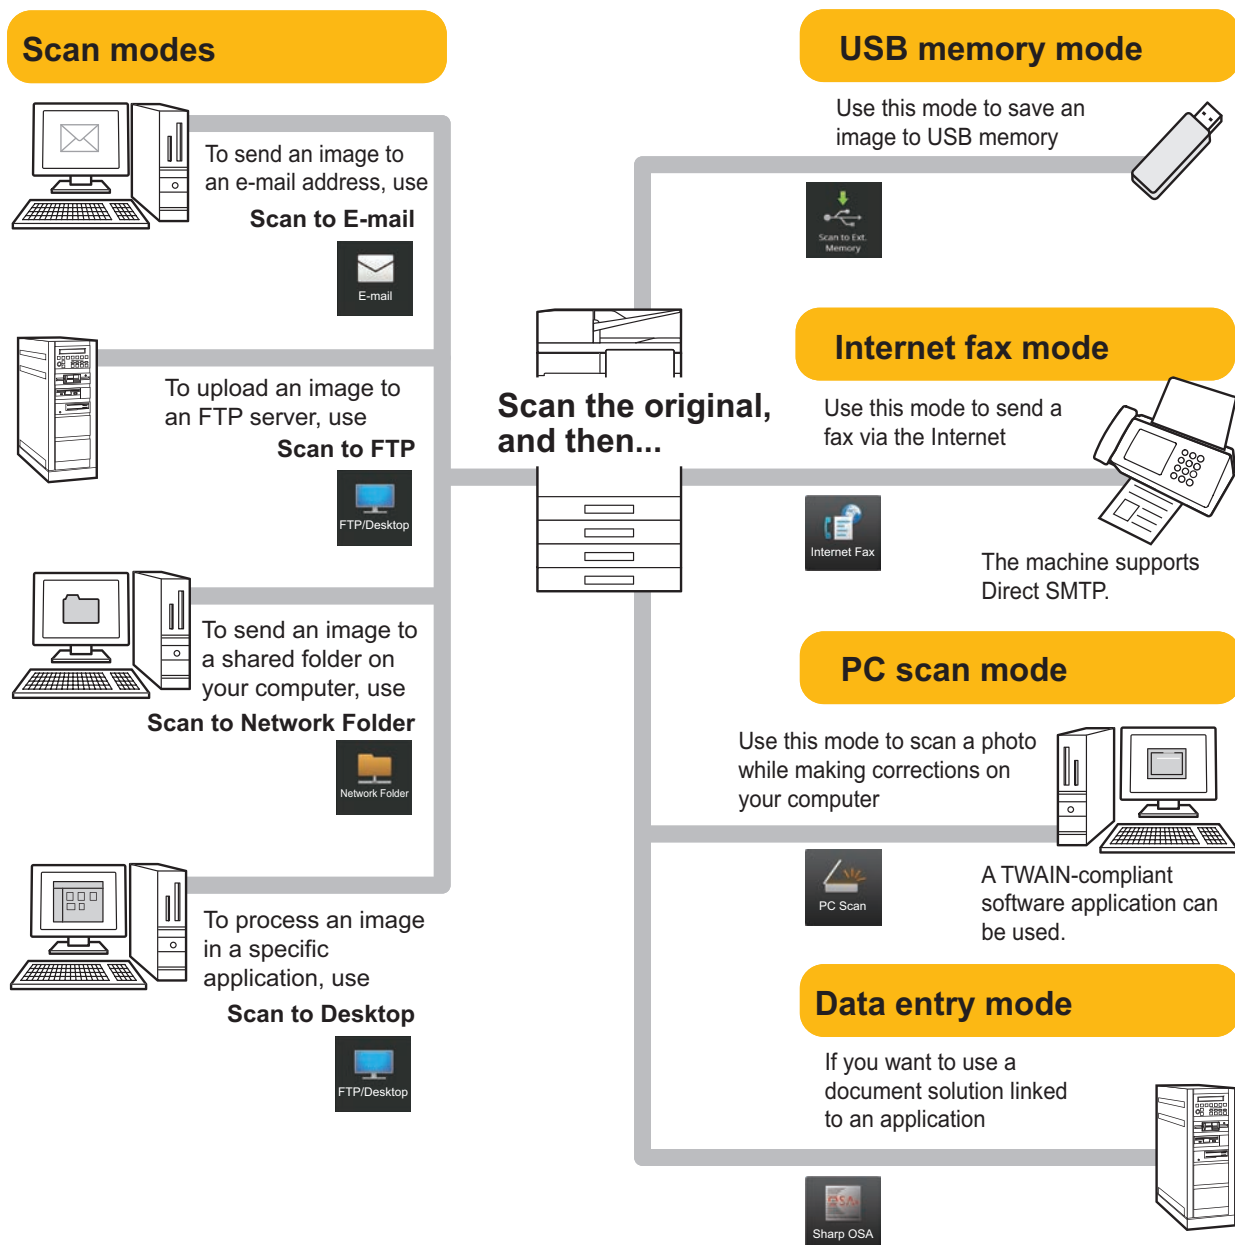 Scan modes
To send an image to
an e-mail address, use
Scan to E-mail
E-mail
To upload an image to
an FTP server, use
Scan to FTP
FTP/Desktop
To send an image to
a shared folder on
your computer, use
Scan to Network Folder
Network Folder
To process an image
in a specific
application, use
Scan to Desktop
FTP/Desktop
Scan the original,
and then...
USB memory mode
Use this mode to save an
image to USB memory
Scan to Ext.
Memory
Internet fax mode
Use this mode to send a
fax via the Internet
Internet Fax
The machine supports
Direct SMTP.
PC scan mode
Use this mode to scan a photo
while making corrections on
your computer
PC Scan
A TWAIN-compliant
software application can
be used.
Data entry mode
If you want to use a
document solution linked
to an application
OSA
Sharp OSA